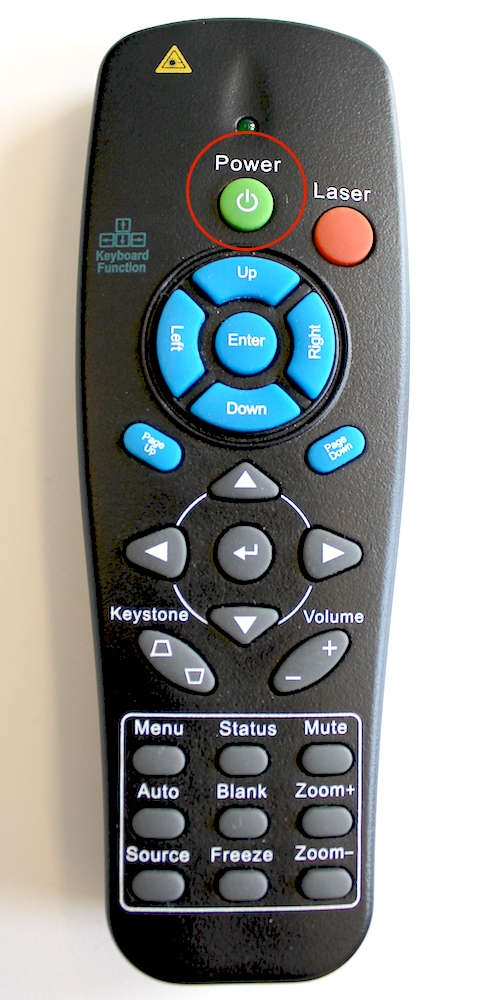 Power
Laser
Keyboard
Function
Up
Left
Enter
Right
Down
Page
Up
Page
Down
Keystone
Volume
+
−
Menu
Status
Mute
Auto
Blank
Zoom+
Source
Freeze
Zoom−